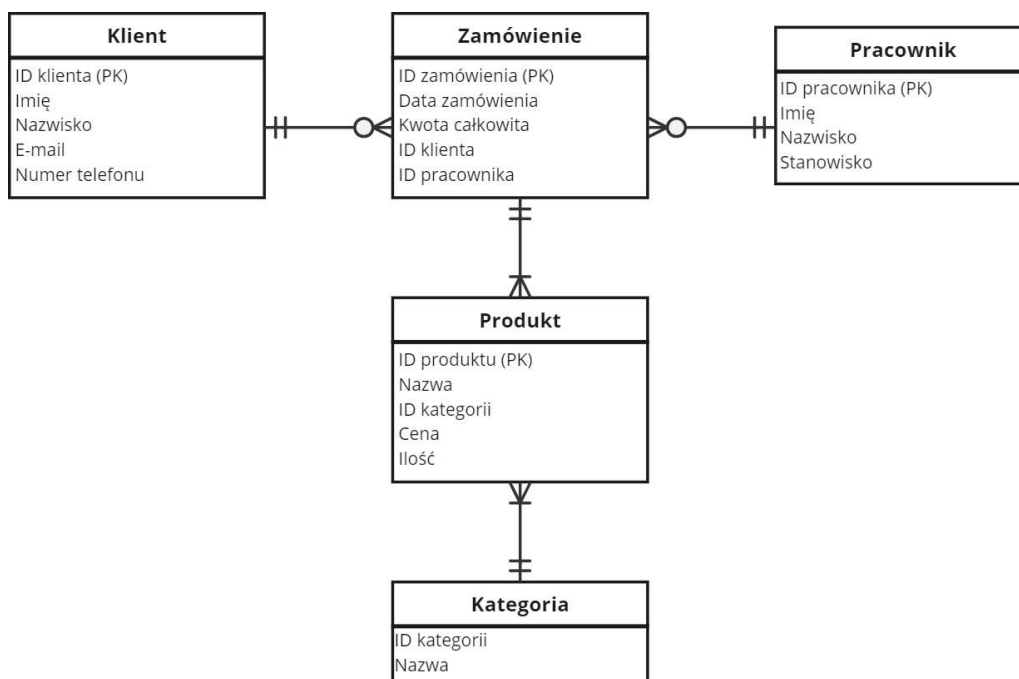 Klient
ID klienta (PK)
Imię
Nazwisko
E-mail
Numer telefonu
Zamówienie
ID zamówienia (PK)
Data zamówienia
Kwota całkowita
ID klienta
ID pracownika
Pracownik
ID pracownika (PK)
Imię
Nazwisko
Stanowisko
Produkt
ID produktu (PK)
Nazwa
ID kategorii
Cena
Ilość
Kategoria
ID kategorii
Nazwa